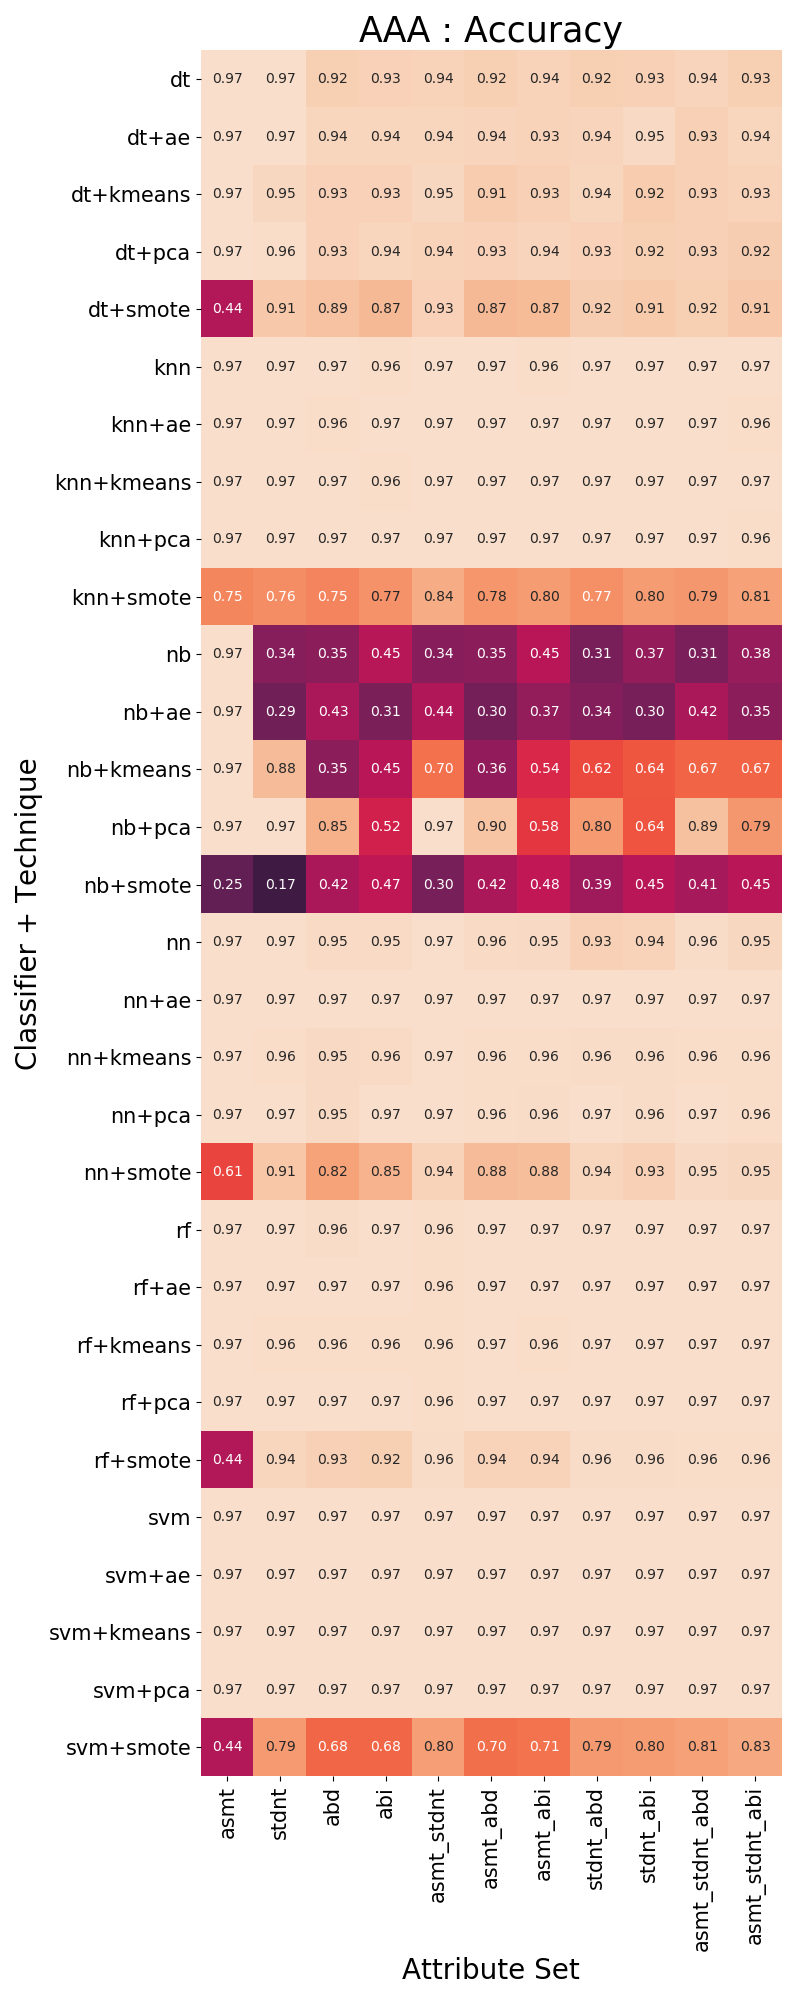 AAA : Accuracy
dt 0.97 0.97 0.92 0.93 0.94 0.92 0.94 0.92 0.93 0.94 0.93
dt+ae 0.97 0.97 0.94 0.94 0.94 0.94 0.93 0.94 0.95 0.93 0.94
dt+kmeans 0.97 0.95 0.93 0.93 0.95 0.91 0.93 0.94 0.92 0.93 0.93
dt+pca 0.97 0.96 0.93 0.94 0.94 0.93 0.94 0.93 0.92 0.93 0.92
dt+smote 0.44 0.91 0.89 0.87 0.93 0.87 0.87 0.92 0.91 0.92 0.91
knn 0.97 0.97 0.97 0.96 0.97 0.97 0.96 0.97 0.97 0.97 0.97
knn+ae 0.97 0.97 0.96 0.97 0.97 0.97 0.97 0.97 0.97 0.97 0.96
knn+kmeans 0.97 0.97 0.97 0.96 0.97 0.97 0.97 0.97 0.97 0.97 0.97
knn+pca 0.97 0.97 0.97 0.97 0.97 0.97 0.97 0.97 0.97 0.97 0.96
knn+smote 0.75 0.76 0.75 0.77 0.84 0.78 0.80 0.77 0.80 0.79 0.81
nb 0.97 0.34 0.35 0.45 0.34 0.35 0.45 0.31 0.37 0.31 0.38
nb+ae 0.97 0.29 0.43 0.31 0.44 0.30 0.37 0.34 0.30 0.42 0.35
nb+kmeans 0.97 0.88 0.35 0.45 0.70 0.36 0.54 0.62 0.64 0.67 0.67
nb+pca 0.97 0.97 0.85 0.52 0.97 0.90 0.58 0.80 0.64 0.89 0.79
nb+smote 0.25 0.17 0.42 0.47 0.30 0.42 0.48 0.39 0.45 0.41 0.45
nn 0.97 0.97 0.95 0.95 0.97 0.96 0.95 0.93 0.94 0.96 0.95
nn+ae 0.97 0.97 0.97 0.97 0.97 0.97 0.97 0.97 0.97 0.97 0.97
nn+kmeans 0.97 0.96 0.95 0.96 0.97 0.96 0.96 0.96 0.96 0.96 0.96
nn+pca 0.97 0.97 0.95 0.97 0.97 0.96 0.96 0.97 0.96 0.97 0.96
nn+smote 0.61 0.91 0.82 0.85 0.94 0.88 0.88 0.94 0.93 0.95 0.95
rf 0.97 0.97 0.96 0.97 0.96 0.97 0.97 0.97 0.97 0.97 0.97
rf+ae 0.97 0.97 0.97 0.97 0.96 0.97 0.97 0.97 0.97 0.97 0.97
rf+kmeans 0.97 0.96 0.96 0.96 0.96 0.97 0.96 0.97 0.97 0.97 0.97
rf+pca 0.97 0.97 0.97 0.97 0.96 0.97 0.97 0.97 0.97 0.97 0.97
rf+smote 0.44 0.94 0.93 0.92 0.96 0.94 0.94 0.96 0.96 0.96 0.96
svm 0.97 0.97 0.97 0.97 0.97 0.97 0.97 0.97 0.97 0.97 0.97
svm+ae 0.97 0.97 0.97 0.97 0.97 0.97 0.97 0.97 0.97 0.97 0.97
svm+kmeans 0.97 0.97 0.97 0.97 0.97 0.97 0.97 0.97 0.97 0.97 0.97
svm+pca 0.97 0.97 0.97 0.97 0.97 0.97 0.97 0.97 0.97 0.97 0.97
svm+smote 0.44 0.79 0.68 0.68 0.80 0.70 0.71 0.79 0.80 0.81 0.83
asmt
stdnt
abd
abi
asmt_stdnt
asmt_abd
asmt_abi
stdnt_abd
stdnt_abi
asmt_stdnt_abd
asmt_stdnt_abi
Attribute Set
Classifier + Technique